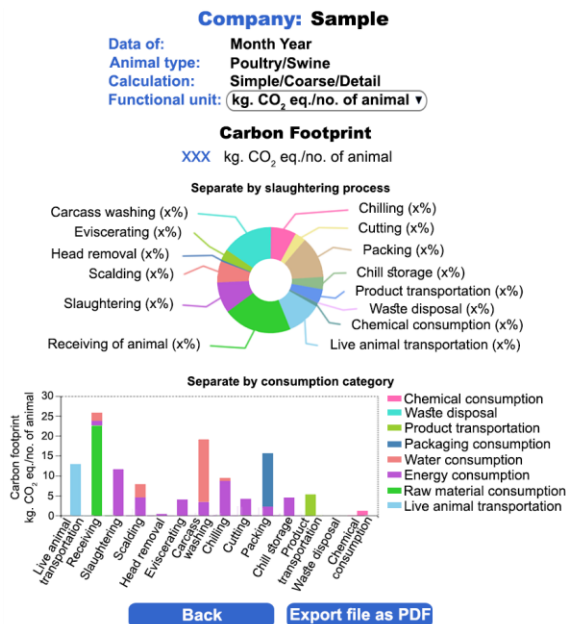 Company: Sample
Data of: Month Year
Animal type: Poultry/Swine
Calculation: Simple/Coarse/Detail
Functional unit: kg. CO₂ eq./no. of animal ▼
Carbon Footprint
XXX kg. CO₂ eq./no. of animal
Separate by slaughtering process
Carcass washing (x%)
Eviscerating (x%)
Head removal (x%)
Scalding (x%)
Slaughtering (x%)
Receiving of animal (x%)
Chilling (x%)
Cutting (x%)
Packing (x%)
Chill storage (x%)
Product transportation (x%)
Waste disposal (x%)
Chemical consumption (x%)
Live animal transportation (x%)
Separate by consumption category
Carbon footprint
kg. CO₂ eq./no. of animal
30
25
20
15
10
5
0
Live animal
transportation
Receiving
Slaughtering
Scalding
Head removal
Eviscerating
Carcass
washing
Chilling
Cutting
Packing
Chill storage
Product
transportation
Waste disposal
Chemical
consumption
Chemical consumption
Waste disposal
Product transportation
Packaging consumption
Water consumption
Energy consumption
Raw material consumption
Live animal transportation
Back
Export file as PDF